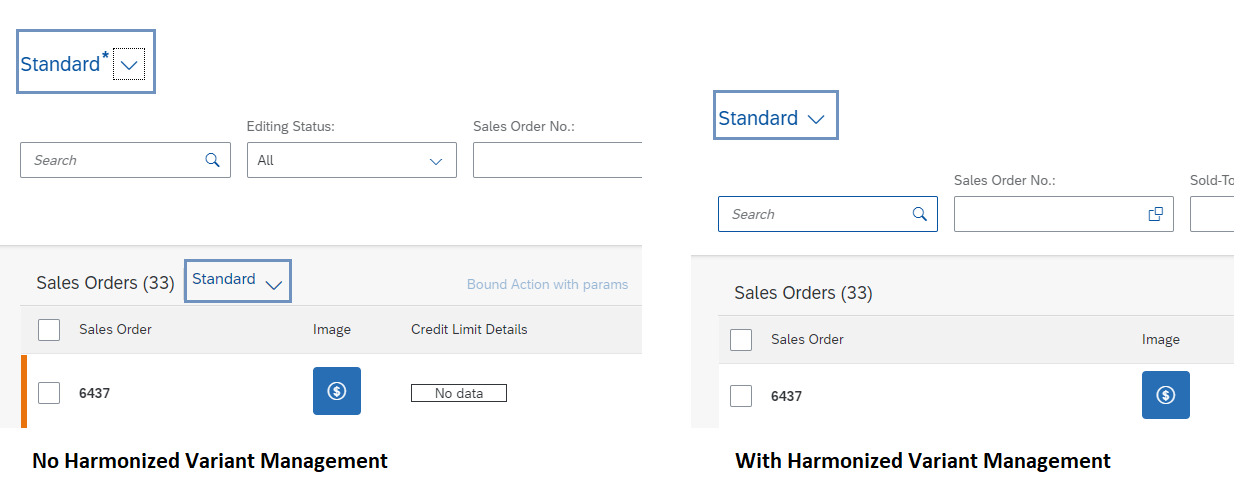 Standard*
Editing Status:
Sales Order No.:
Search
All
Sales Orders (33)
Standard
Bound Action with params
Sales Order
Image
Credit Limit Details
6437
No data
No Harmonized Variant Management
Standard
Sales Order No.:
Sold-To
Search
Sales Orders (33)
Sales Order
Image
6437
With Harmonized Variant Management